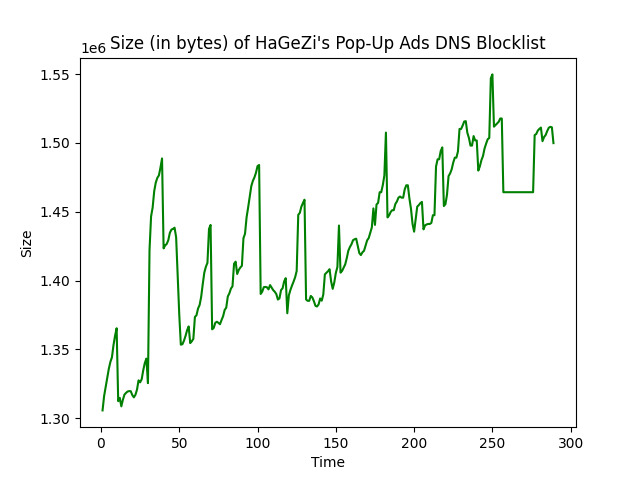 Size (in bytes) of HaGeZi's Pop-Up Ads DNS Blocklist
1e6
1.55
1.50
1.45
1.40
1.35
1.30
Size
0 50 100 150 200 250 300
Time